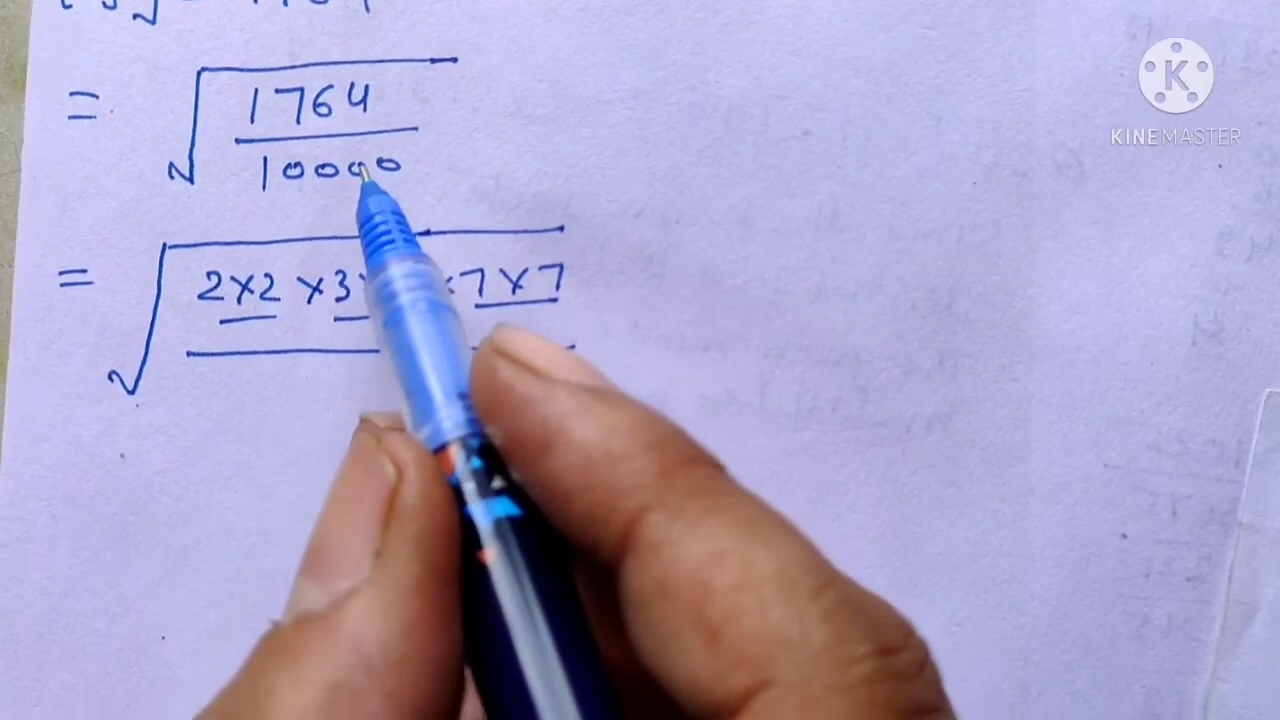 = √1764
10000
= √2×2 ×3 ×7×7
KINEMASTER